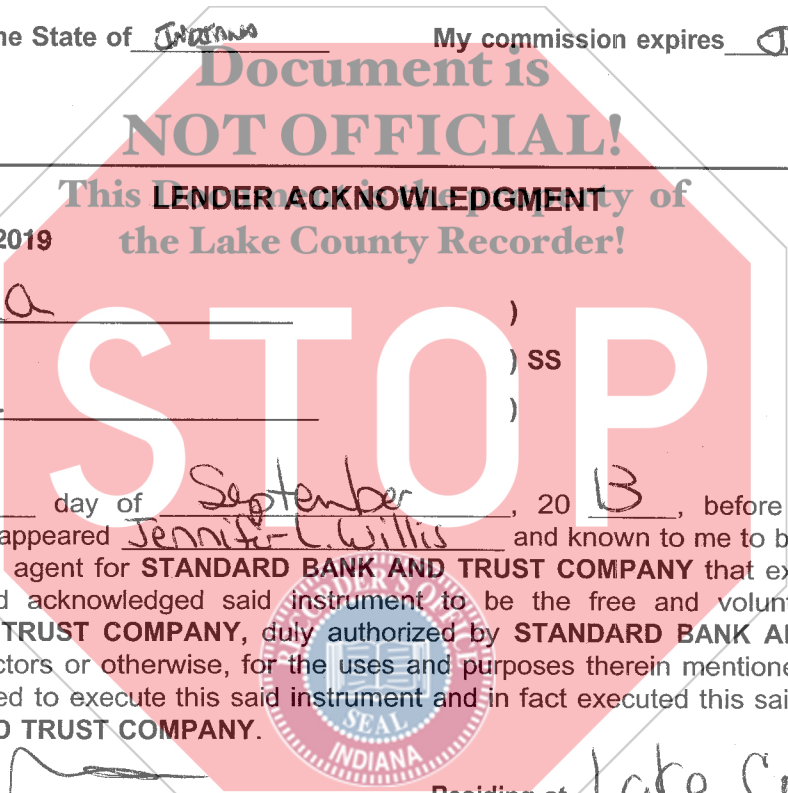 ne State of Indiana My commission expires J
Document is
NOT OFFICIAL!
This Document is the property of
LENDER ACKNOWLEDGMENT
2019
the Lake County Recorder!
a )
STOP
) SS
)
day of September, 20 13, before
appeared Jennifer L. Willis and known to me to b
agent for STANDARD BANK AND TRUST COMPANY that ex
d acknowledged said instrument to be the free and volunt
TRUST COMPANY, duly authorized by STANDARD BANK A
ctors or otherwise, for the uses and purposes therein mentione
ed to execute this said instrument and in fact executed this sai
D TRUST COMPANY.
RECORDER'S
SEAL
INDIANA
Residing at Lake Co